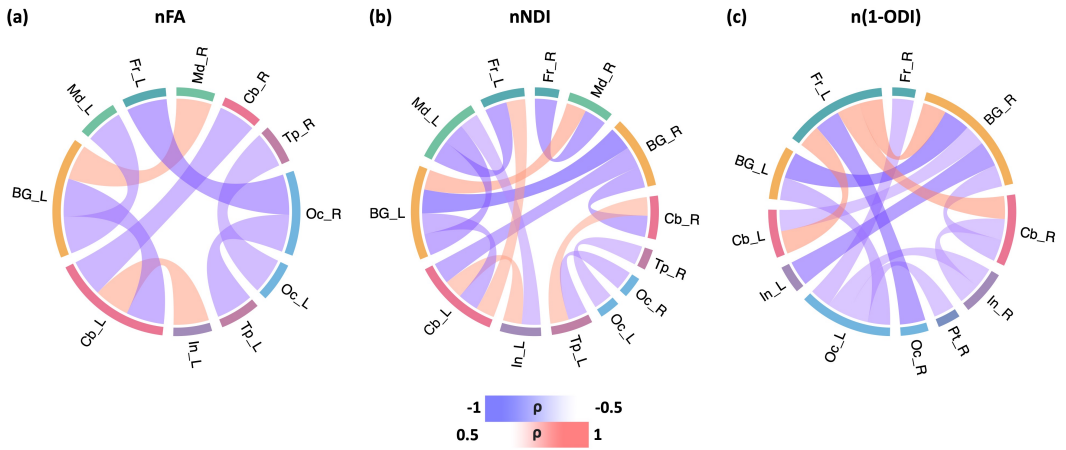 (a)
nFA
Fr_L
Md_R
Cb_R
Tp_R
Oc_R
Oc_L
Tp_L
In_L
Cb_L
BG_L
Md_L
(b)
nNDI
Fr_L
Fr_R
Md_R
BG_R
Cb_R
Tp_R
Oc_R
Oc_L
Tp_L
In_L
Cb_L
BG_L
Md_L
(c)
n(1-ODI)
Fr_L
Fr_R
BG_R
Cb_R
In_R
Pt_R
Oc_R
Oc_L
In_L
Cb_L
BG_L
-1 ρ -0.5
0.5 ρ 1